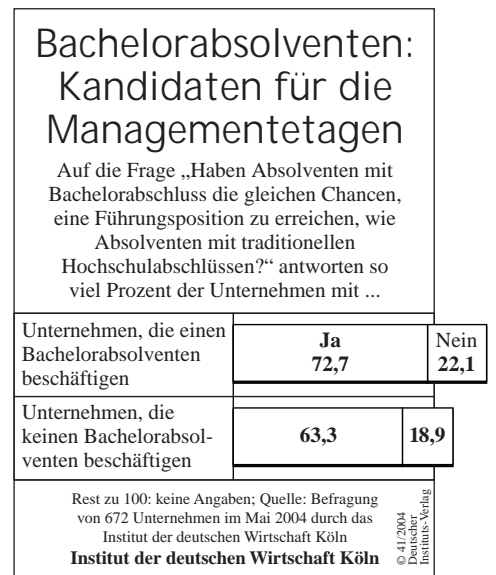 Bachelorabsolventen:
Kandidaten für die
Managementetagen
Auf die Frage „Haben Absolventen mit
Bachelorabschluss die gleichen Chancen,
eine Führungsposition zu erreichen, wie
Absolventen mit traditionellen
Hochschulabschlüssen?“ antworten so
viel Prozent der Unternehmen mit ...
Unternehmen, die einen
Bachelorabsolventen
beschäftigen
Ja
72,7
Nein
22,1
Unternehmen, die
keinen Bachelorabsol-
venten beschäftigen
63,3
18,9
Rest zu 100: keine Angaben; Quelle: Befragung
von 672 Unternehmen im Mai 2004 durch das
Institut der deutschen Wirtschaft Köln
Institut der deutschen Wirtschaft Köln
© 41/2004
Deutscher
Instituts-Verlag